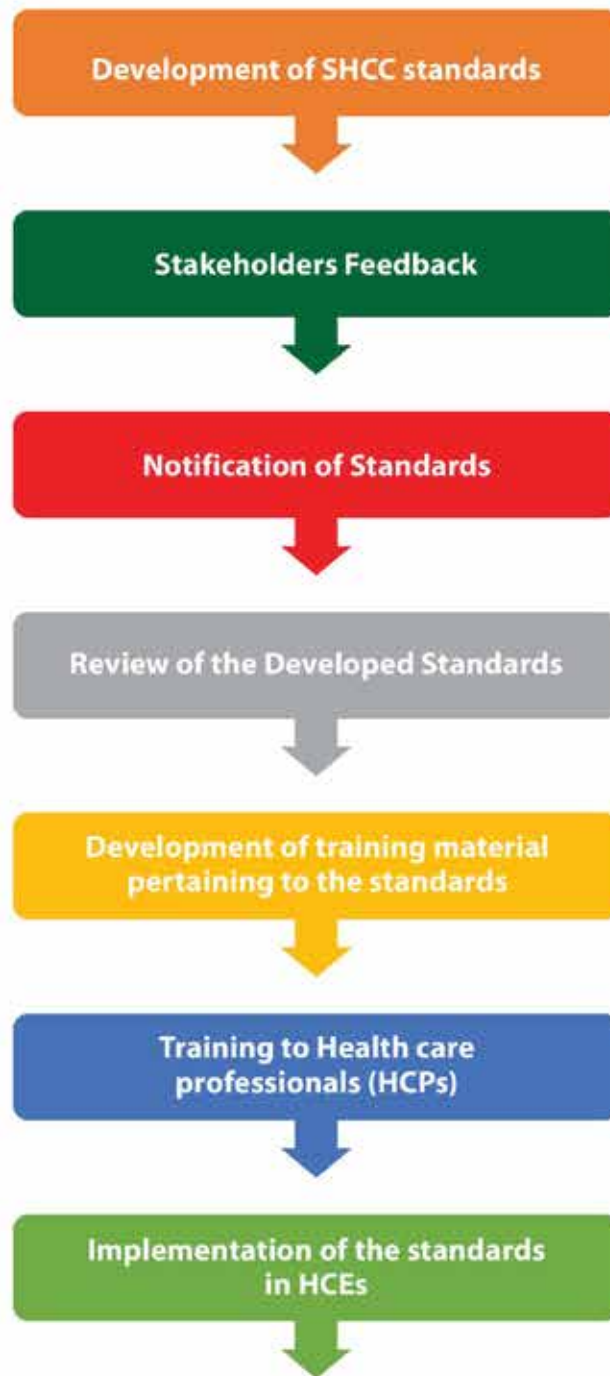 Development of SHCC standards
Stakeholders Feedback
Notification of Standards
Review of the Developed Standards
Development of training material
pertaining to the standards
Training to Health care
professionals (HCPs)
Implementation of the standards
in HCEs